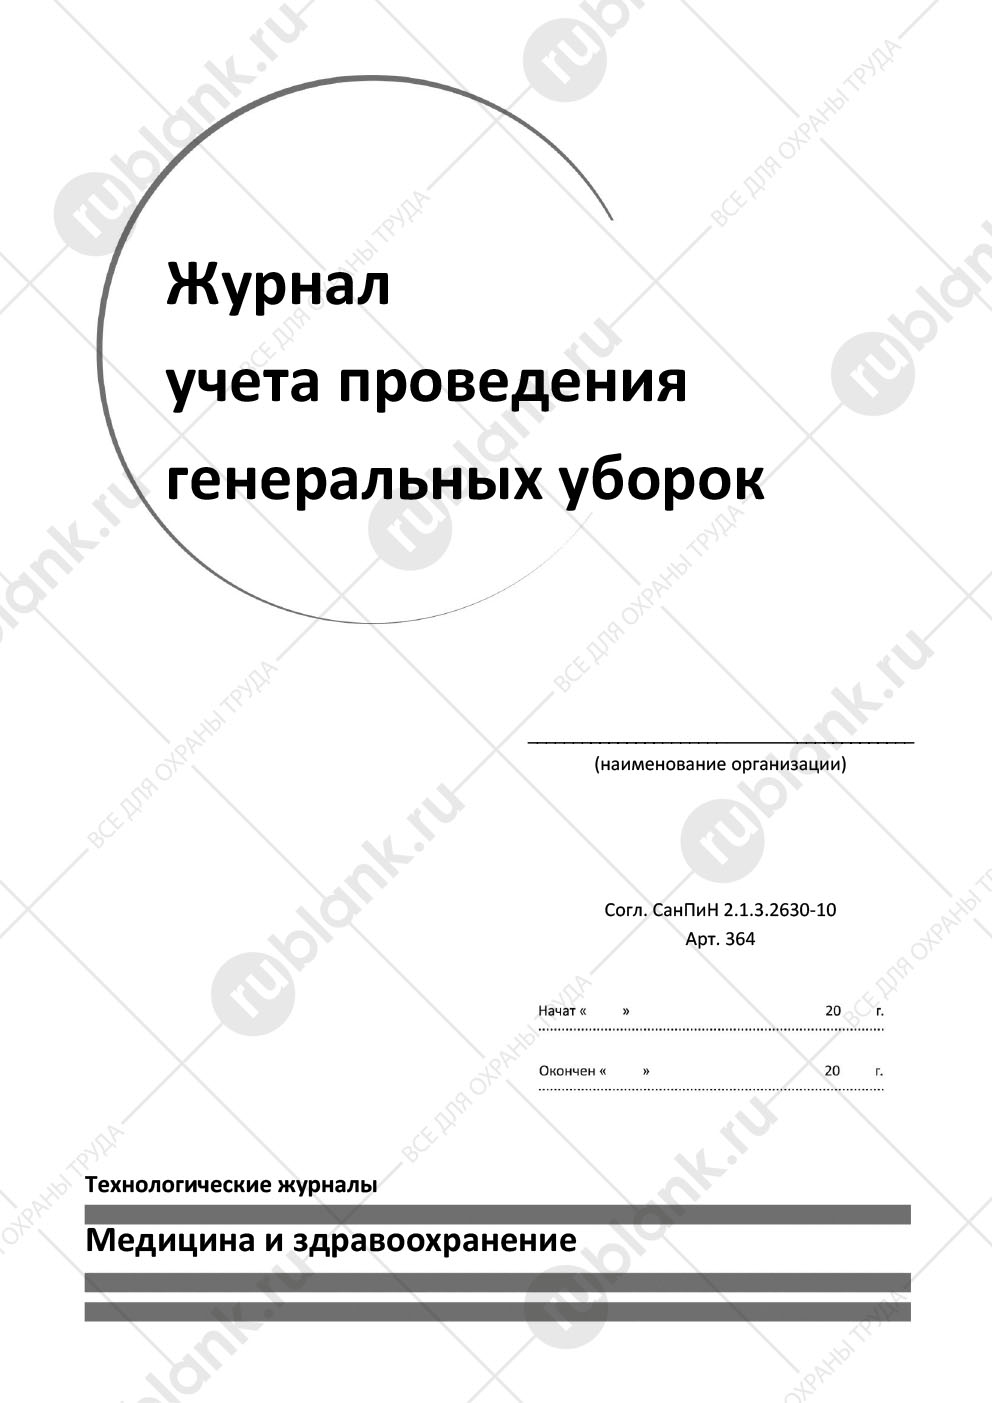 Журнал
учета проведения
генеральных уборок
(наименование организации)
Согл. СанПиН 2.1.3.2630-10
Арт. 364
Начат « » 20 г.
Окончен « » 20 г.
Технологические журналы
Медицина и здравоохранение
rublank.ru
ВСЕ ДЛЯ ОХРАНЫ ТРУДА